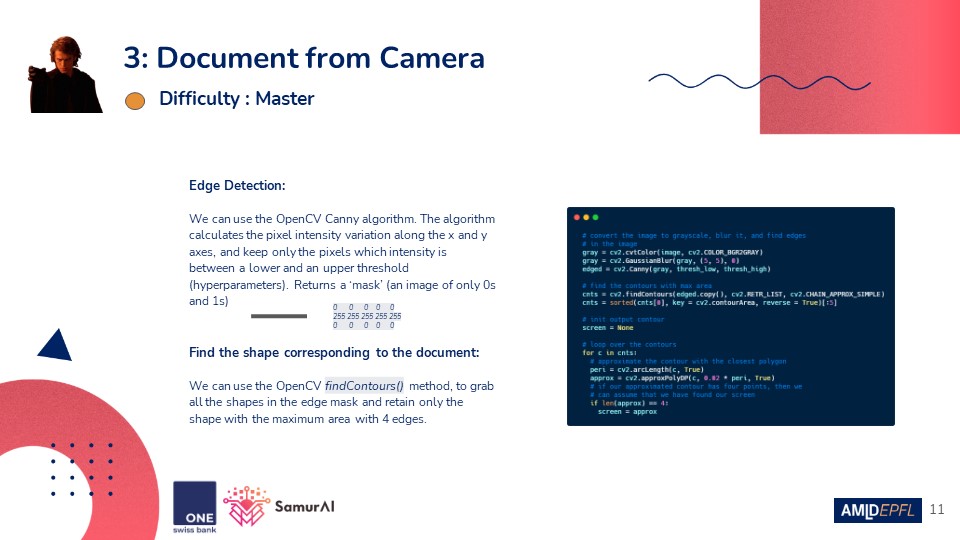 3: Document from Camera
Difficulty : Master
Edge Detection:
We can use the OpenCV Canny algorithm. The algorithm
calculates the pixel intensity variation along the x and y
axes, and keep only the pixels which intensity is
between a lower and an upper threshold
(hyperparameters). Returns a ‘mask’ (an image of only 0s
and 1s)
0 0 0 0 0
255 255 255 255 255
0 0 0 0 0
Find the shape corresponding to the document:
We can use the OpenCV findContours() method, to grab
all the shapes in the edge mask and retain only the
shape with the maximum area with 4 edges.
# convert the image to grayscale, blur it, and find edges
# in the image
gray = cv2.cvtColor(image, cv2.COLOR_BGR2GRAY)
gray = cv2.GaussianBlur(gray, (5, 5), 0)
edged = cv2.Canny(gray, thresh_low, thresh_high)
# find the contours with max area
cnts = cv2.findContours(edged.copy(), cv2.RETR_LIST, cv2.CHAIN_APPROX_SIMPLE)
cnts = sorted(cnts[0], key = cv2.contourArea, reverse = True)[:5]
# init output contour
screen = None
# loop over the contours
for c in cnts:
# approximate the contour with the closest polygon
peri = cv2.arcLength(c, True)
approx = cv2.approxPolyDP(c, 0.02 * peri, True)
# if our approximated contour has four points, then we
# can assume that we have found our screen
if len(approx) == 4:
screen = approx
ONE
swiss bank
SamurAI
AMLDEPFL
11